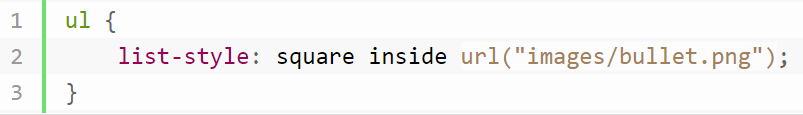 1 ul {
2 list-style: square inside url("images/bullet.png");
3 }